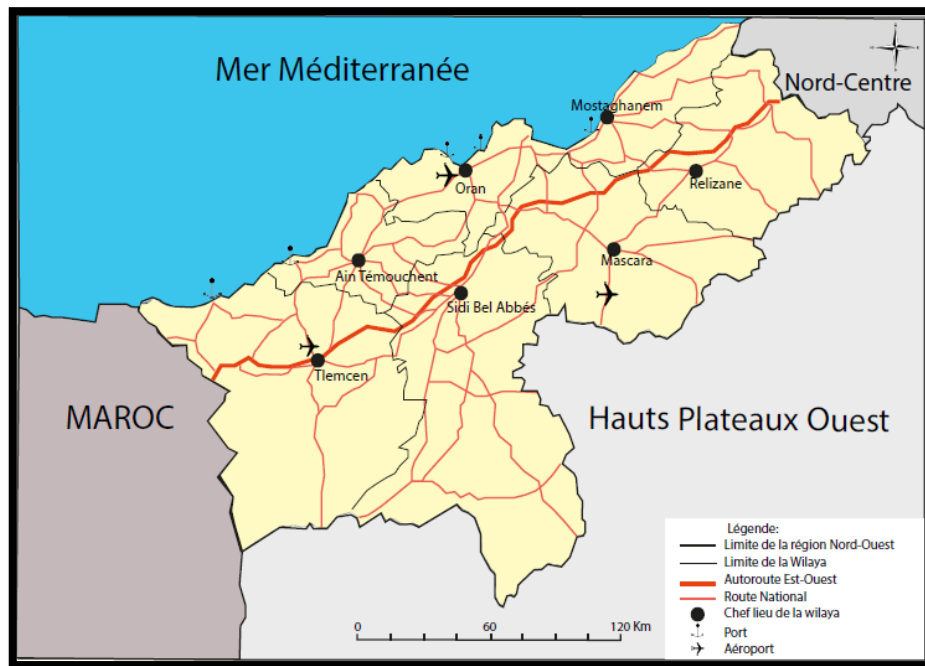 Mer Méditerranée
Nord-Centre
Mostaghanem
Oran
Relizane
Mascara
Ain Témouchent
Sidi Bel Abbés
Tlemcen
MAROC
Hauts Plateaux Ouest
Légende:
Limite de la région Nord-Ouest
Limite de la Wilaya
Autoroute Est-Ouest
Route National
Chef lieu de la wilaya
Port
Aéroport
0 60 120 Km